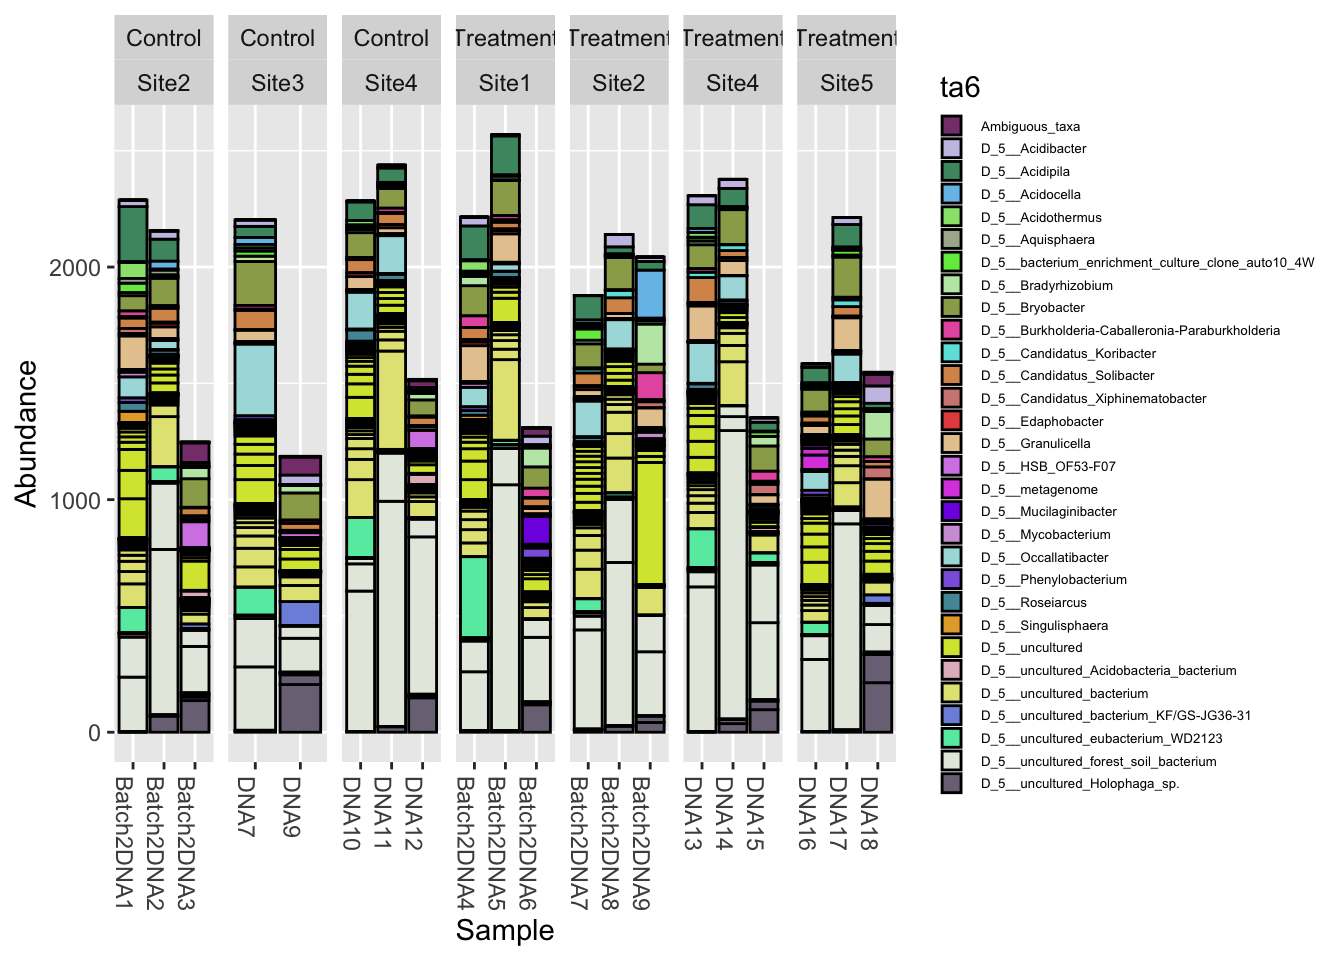 Control Control Control Treatment Treatment Treatment Treatment
Site2 Site3 Site4 Site1 Site2 Site4 Site5
Abundance
2000
1000
0
Batch2DNA1
Batch2DNA2
Batch2DNA3
DNA7
DNA9
DNA10
DNA11
DNA12
Batch2DNA4
Batch2DNA5
Batch2DNA6
Batch2DNA7
Batch2DNA8
Batch2DNA9
DNA13
DNA14
DNA15
DNA16
DNA17
DNA18
Sample
ta6
Ambiguous_taxa
D_5__Acidibacter
D_5__Acidipila
D_5__Acidocella
D_5__Acidothermus
D_5__Aquisphaera
D_5__bacterium_enrichment_culture_clone_auto10_4W
D_5__Bradyrhizobium
D_5__Bryobacter
D_5__Burkholderia-Caballeronia-Paraburkholderia
D_5__Candidatus_Koribacter
D_5__Candidatus_Solibacter
D_5__Candidatus_Xiphinematobacter
D_5__Edaphobacter
D_5__Granulicella
D_5__HSB_OF53-F07
D_5__metagenome
D_5__Mucilaginibacter
D_5__Mycobacterium
D_5__Occallatibacter
D_5__Phenylobacterium
D_5__Roseiarcus
D_5__Singulisphaera
D_5__uncultured
D_5__uncultured_Acidobacteria_bacterium
D_5__uncultured_bacterium
D_5__uncultured_bacterium_KF/GS-JG36-31
D_5__uncultured_eubacterium_WD2123
D_5__uncultured_forest_soil_bacterium
D_5__uncultured_Holophaga_sp.